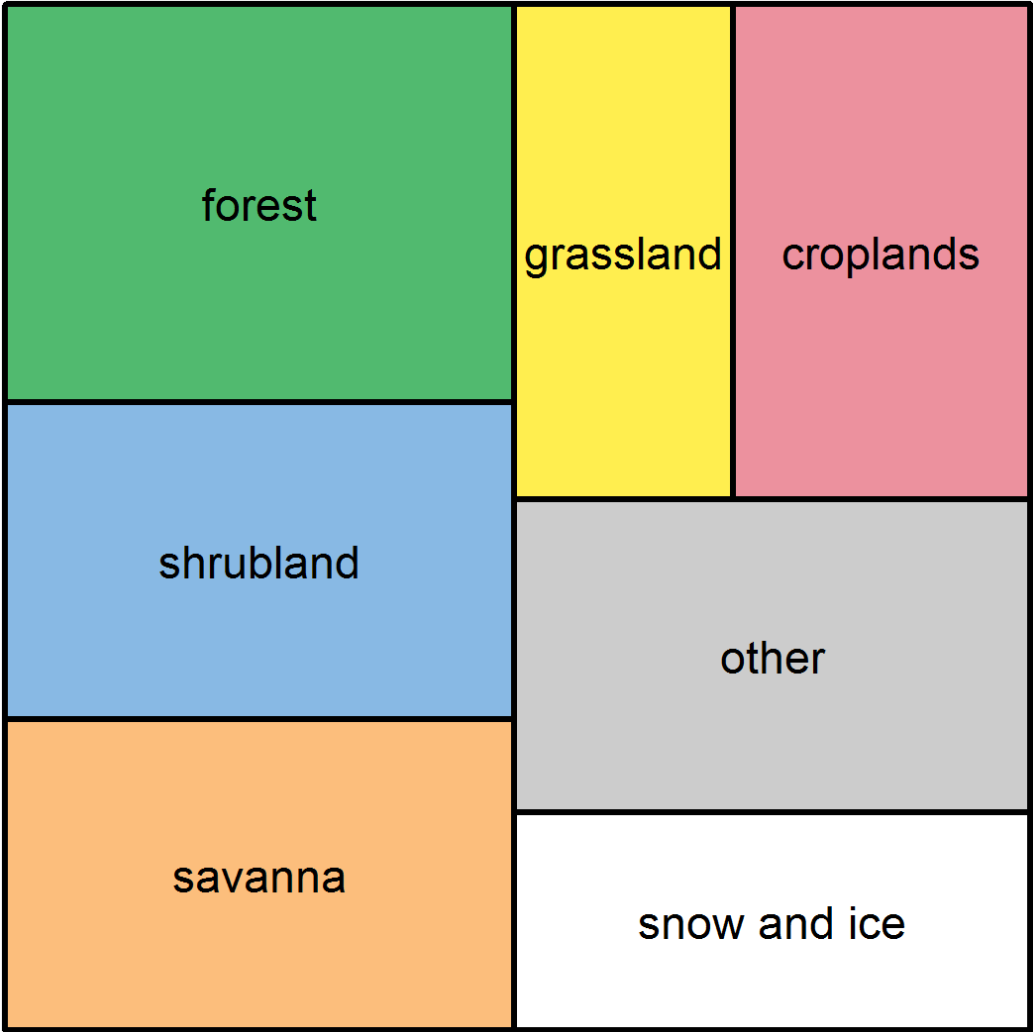 forest
grassland
croplands
shrubland
other
savanna
snow and ice